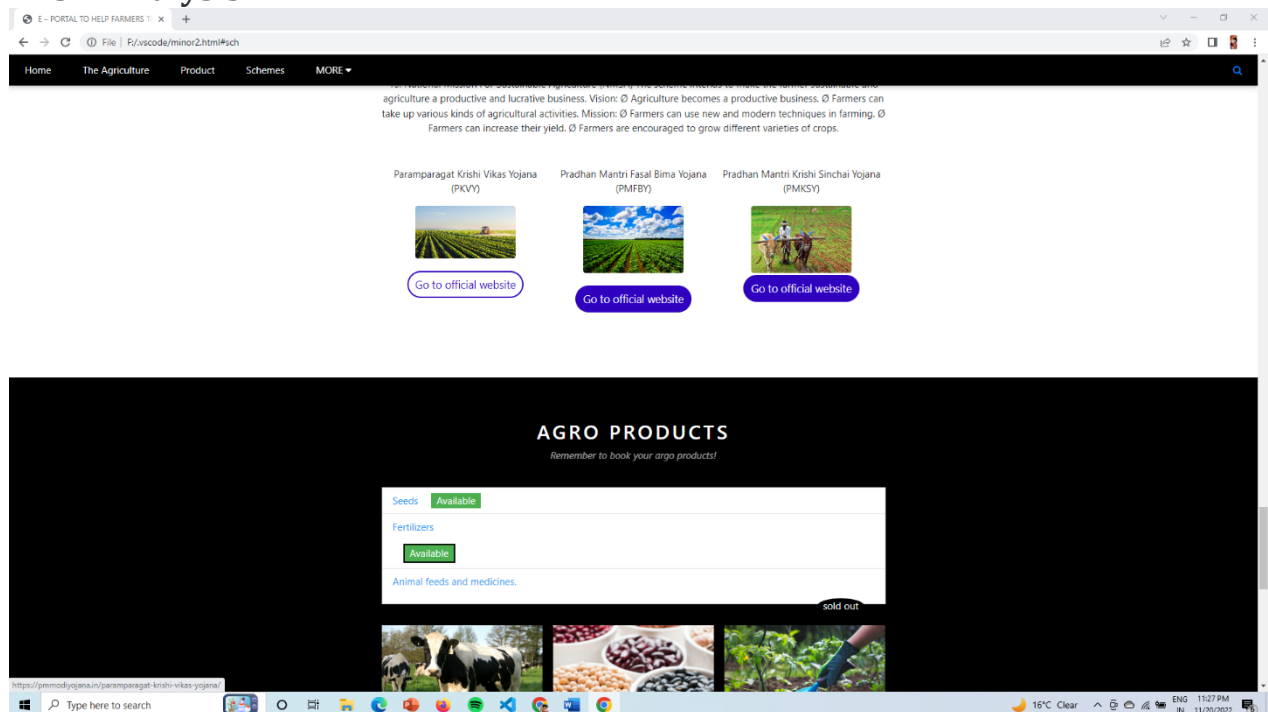 E – PORTAL TO HELP FARMERS T
File F:/.vscode/minor2.html#sch
Home The Agriculture Product Schemes MORE
agriculture a productive and lucrative business. Vision: Ø Agriculture becomes a productive business. Ø Farmers can
take up various kinds of agricultural activities. Mission: Ø Farmers can use new and modern techniques in farming. Ø
Farmers can increase their yield. Ø Farmers are encouraged to grow different varieties of crops.
Paramparagat Krishi Vikas Yojana
(PKVY)
Pradhan Mantri Fasal Bima Yojana
(PMFBY)
Pradhan Mantri Krishi Sinchai Yojana
(PMKSY)
Go to official website
Go to official website
Go to official website
AGRO PRODUCTS
Remember to book your argo products!
Seeds Available
Fertilizers
Available
Animal feeds and medicines.
sold out
https://pmmodiyojana.in/paramparagat-krishi-vikas-yojana/
Type here to search
16°C Clear
ENG
IN
11:27 PM
11/20/2022